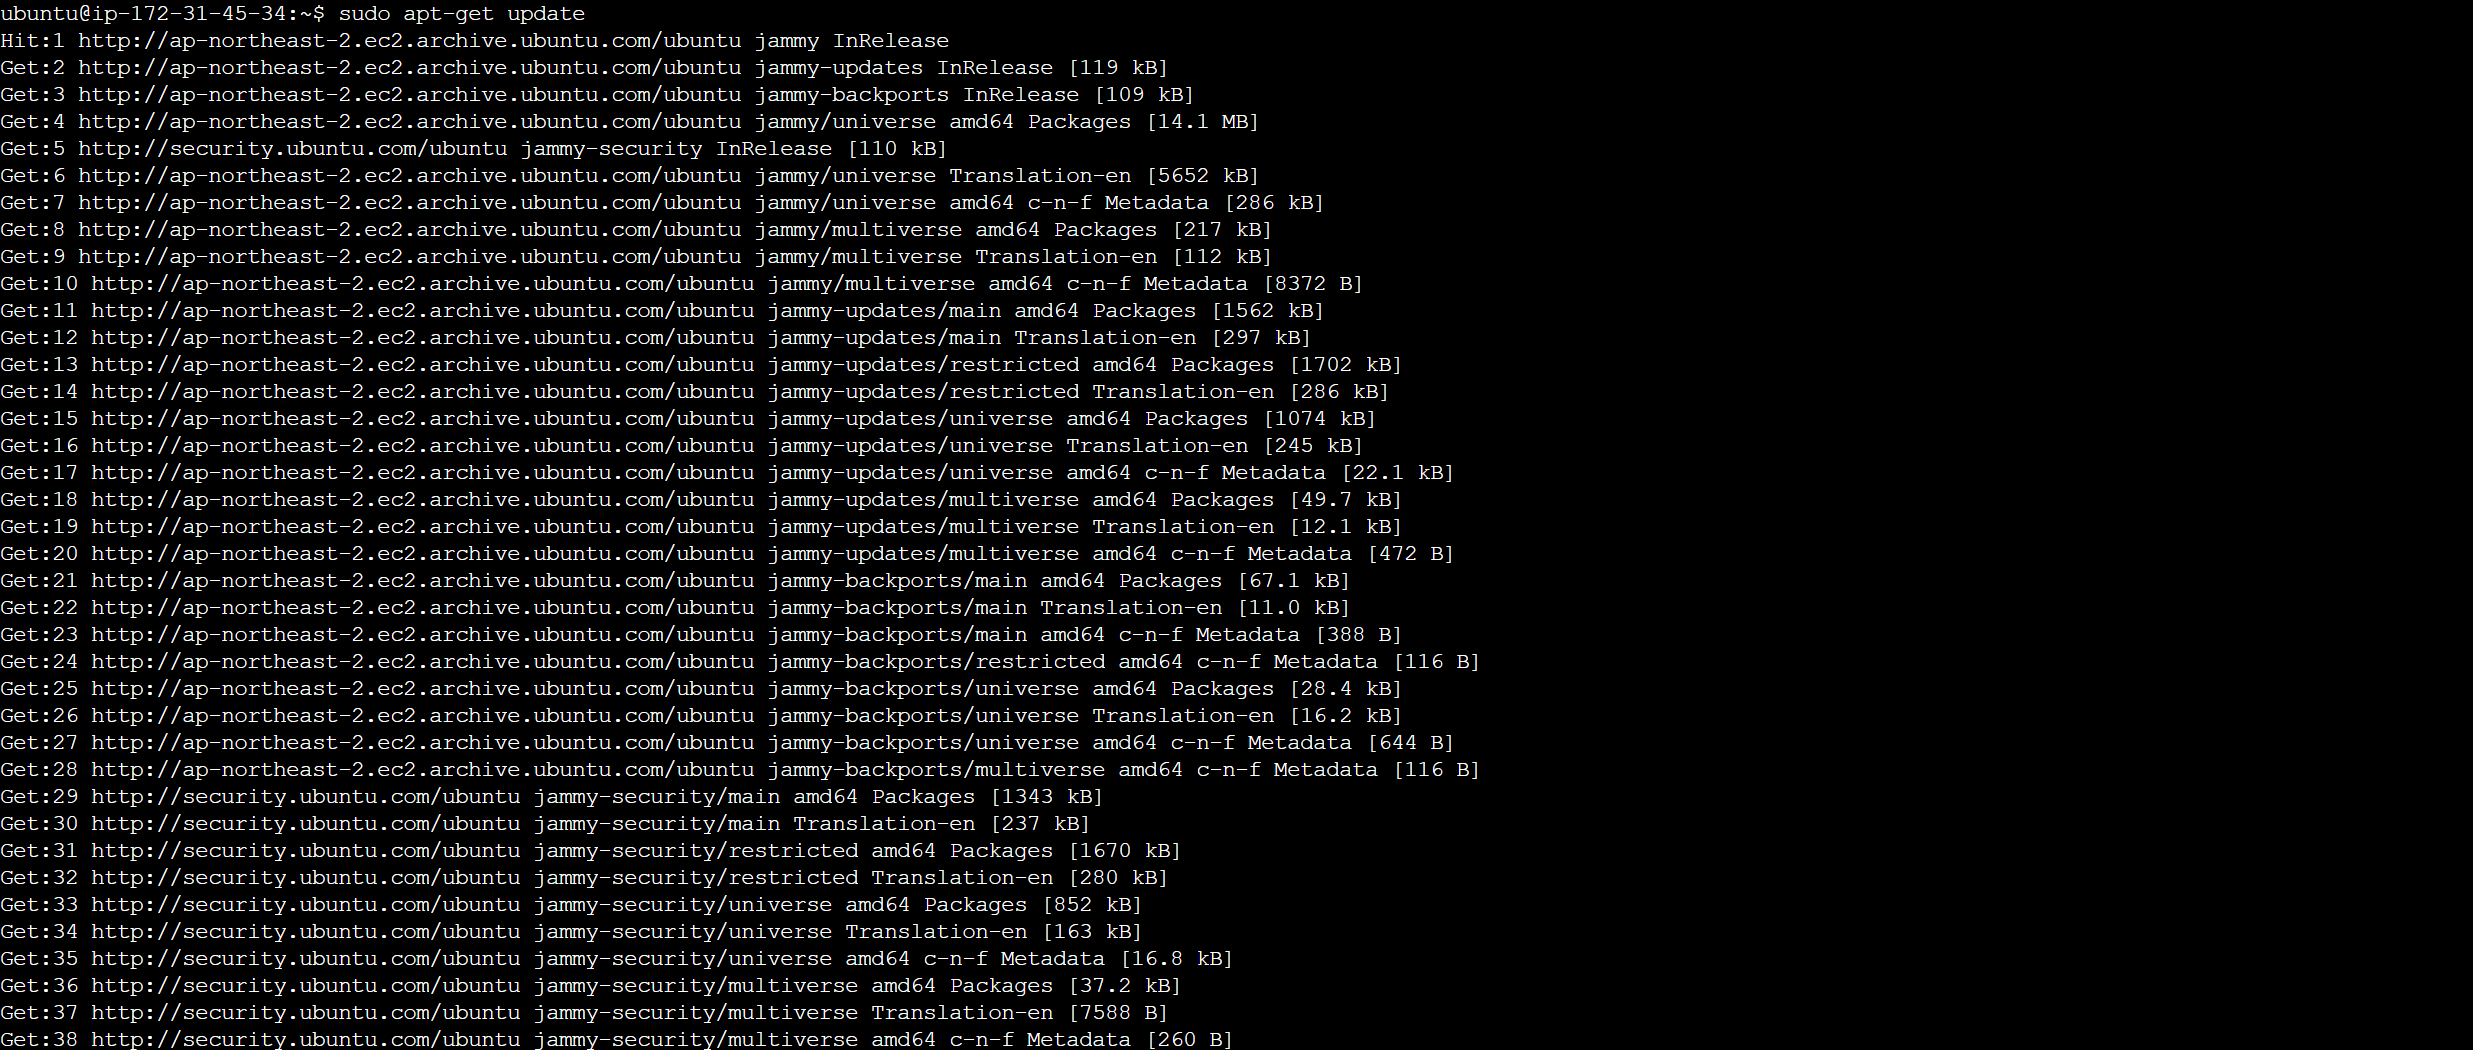 ubuntu@ip-172-31-45-34:~$ sudo apt-get update
Hit:1 http://ap-northeast-2.ec2.archive.ubuntu.com/ubuntu jammy InRelease
Get:2 http://ap-northeast-2.ec2.archive.ubuntu.com/ubuntu jammy-updates InRelease [119 kB]
Get:3 http://ap-northeast-2.ec2.archive.ubuntu.com/ubuntu jammy-backports InRelease [109 kB]
Get:4 http://ap-northeast-2.ec2.archive.ubuntu.com/ubuntu jammy/universe amd64 Packages [14.1 MB]
Get:5 http://security.ubuntu.com/ubuntu jammy-security InRelease [110 kB]
Get:6 http://ap-northeast-2.ec2.archive.ubuntu.com/ubuntu jammy/universe Translation-en [5652 kB]
Get:7 http://ap-northeast-2.ec2.archive.ubuntu.com/ubuntu jammy/universe amd64 c-n-f Metadata [286 kB]
Get:8 http://ap-northeast-2.ec2.archive.ubuntu.com/ubuntu jammy/multiverse amd64 Packages [217 kB]
Get:9 http://ap-northeast-2.ec2.archive.ubuntu.com/ubuntu jammy/multiverse Translation-en [112 kB]
Get:10 http://ap-northeast-2.ec2.archive.ubuntu.com/ubuntu jammy/multiverse amd64 c-n-f Metadata [8372 B]
Get:11 http://ap-northeast-2.ec2.archive.ubuntu.com/ubuntu jammy-updates/main amd64 Packages [1562 kB]
Get:12 http://ap-northeast-2.ec2.archive.ubuntu.com/ubuntu jammy-updates/main Translation-en [297 kB]
Get:13 http://ap-northeast-2.ec2.archive.ubuntu.com/ubuntu jammy-updates/restricted amd64 Packages [1702 kB]
Get:14 http://ap-northeast-2.ec2.archive.ubuntu.com/ubuntu jammy-updates/restricted Translation-en [286 kB]
Get:15 http://ap-northeast-2.ec2.archive.ubuntu.com/ubuntu jammy-updates/universe amd64 Packages [1074 kB]
Get:16 http://ap-northeast-2.ec2.archive.ubuntu.com/ubuntu jammy-updates/universe Translation-en [245 kB]
Get:17 http://ap-northeast-2.ec2.archive.ubuntu.com/ubuntu jammy-updates/universe amd64 c-n-f Metadata [22.1 kB]
Get:18 http://ap-northeast-2.ec2.archive.ubuntu.com/ubuntu jammy-updates/multiverse amd64 Packages [49.7 kB]
Get:19 http://ap-northeast-2.ec2.archive.ubuntu.com/ubuntu jammy-updates/multiverse Translation-en [12.1 kB]
Get:20 http://ap-northeast-2.ec2.archive.ubuntu.com/ubuntu jammy-updates/multiverse amd64 c-n-f Metadata [472 B]
Get:21 http://ap-northeast-2.ec2.archive.ubuntu.com/ubuntu jammy-backports/main amd64 Packages [67.1 kB]
Get:22 http://ap-northeast-2.ec2.archive.ubuntu.com/ubuntu jammy-backports/main Translation-en [11.0 kB]
Get:23 http://ap-northeast-2.ec2.archive.ubuntu.com/ubuntu jammy-backports/main amd64 c-n-f Metadata [388 B]
Get:24 http://ap-northeast-2.ec2.archive.ubuntu.com/ubuntu jammy-backports/restricted amd64 c-n-f Metadata [116 B]
Get:25 http://ap-northeast-2.ec2.archive.ubuntu.com/ubuntu jammy-backports/universe amd64 Packages [28.4 kB]
Get:26 http://ap-northeast-2.ec2.archive.ubuntu.com/ubuntu jammy-backports/universe Translation-en [16.2 kB]
Get:27 http://ap-northeast-2.ec2.archive.ubuntu.com/ubuntu jammy-backports/universe amd64 c-n-f Metadata [644 B]
Get:28 http://ap-northeast-2.ec2.archive.ubuntu.com/ubuntu jammy-backports/multiverse amd64 c-n-f Metadata [116 B]
Get:29 http://security.ubuntu.com/ubuntu jammy-security/main amd64 Packages [1343 kB]
Get:30 http://security.ubuntu.com/ubuntu jammy-security/main Translation-en [237 kB]
Get:31 http://security.ubuntu.com/ubuntu jammy-security/restricted amd64 Packages [1670 kB]
Get:32 http://security.ubuntu.com/ubuntu jammy-security/restricted Translation-en [280 kB]
Get:33 http://security.ubuntu.com/ubuntu jammy-security/universe amd64 Packages [852 kB]
Get:34 http://security.ubuntu.com/ubuntu jammy-security/universe Translation-en [163 kB]
Get:35 http://security.ubuntu.com/ubuntu jammy-security/universe amd64 c-n-f Metadata [16.8 kB]
Get:36 http://security.ubuntu.com/ubuntu jammy-security/multiverse amd64 Packages [37.2 kB]
Get:37 http://security.ubuntu.com/ubuntu jammy-security/multiverse Translation-en [7588 B]
Get:38 http://security.ubuntu.com/ubuntu jammy-security/multiverse amd64 c-n-f Metadata [260 B]